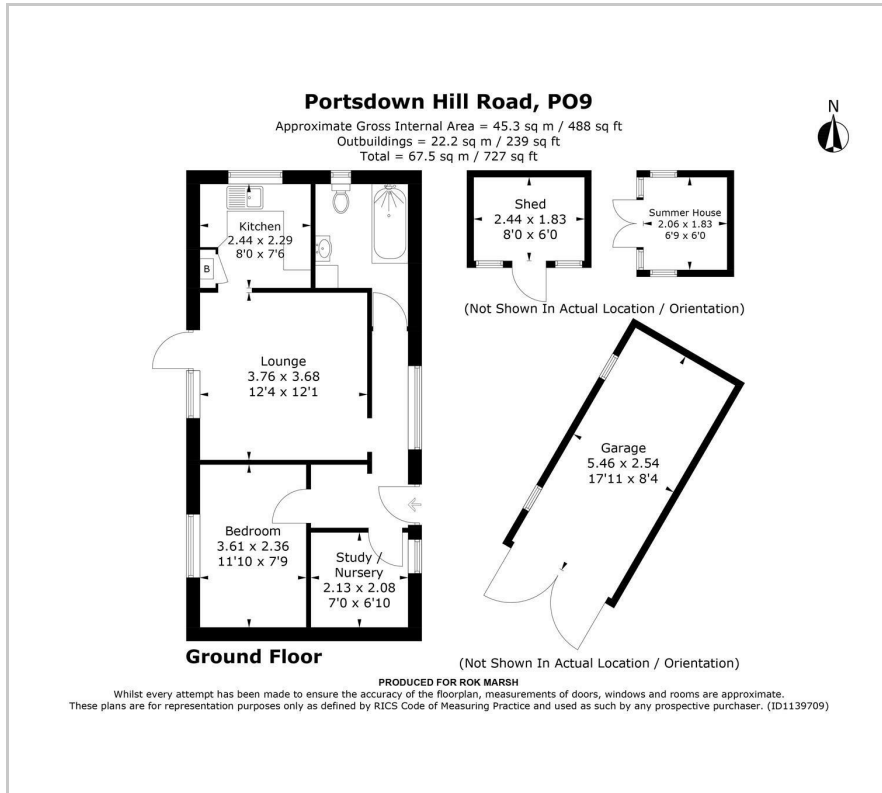 Portsdown Hill Road, PO9
Approximate Gross Internal Area = 45.3 sq m / 488 sq ft
Outbuildings = 22.2 sq m / 239 sq ft
Total = 67.5 sq m / 727 sq ft
N
Kitchen
2.44 x 2.29
8'0 x 7'6
B
Shed
2.44 x 1.83
8'0 x 6'0
Summer House
2.06 x 1.83
6'9 x 6'0
(Not Shown In Actual Location / Orientation)
Lounge
3.76 x 3.68
12'4 x 12'1
Garage
5.46 x 2.54
17'11 x 8'4
Bedroom
3.61 x 2.36
11'10 x 7'9
Study /
Nursery
2.13 x 2.08
7'0 x 6'10
Ground Floor
(Not Shown In Actual Location / Orientation)
PRODUCED FOR ROK MARSH
Whilst every attempt has been made to ensure the accuracy of the floorplan, measurements of doors, windows and rooms are approximate.
These plans are for representation purposes only as defined by RICS Code of Measuring Practice and used as such by any prospective purchaser. (ID1139709)